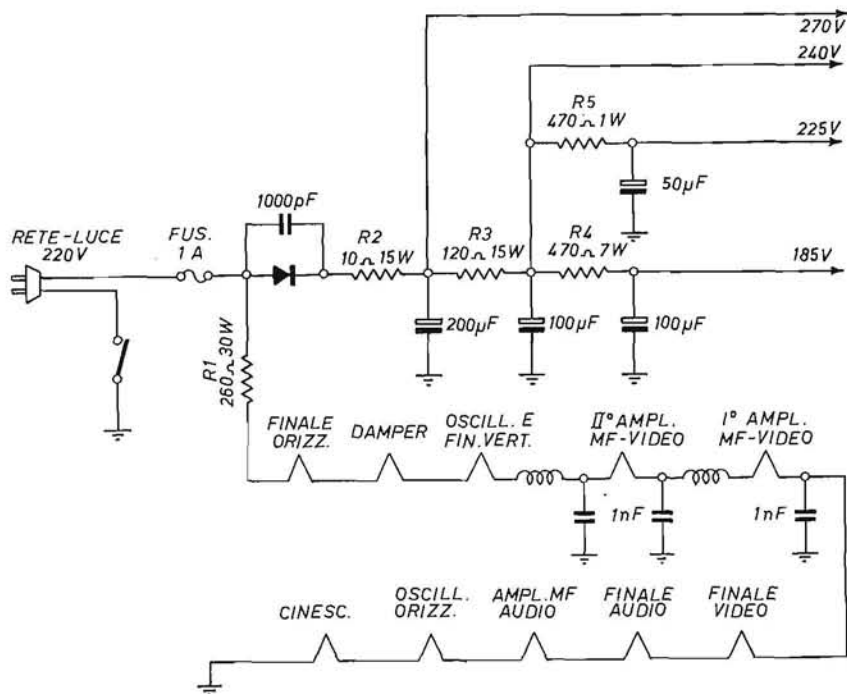 270V
240V
R5
470Ω 1W
225V
50µF
1000pF
RETE-LUCE
220V
FUS.
1A
R2
10Ω 15W
R3
120Ω 15W
R4
470Ω 7W
185V
200µF
100µF
100µF
R1
260Ω 30W
FINALE
ORIZZ.
DAMPER
OSCILL. E
FIN.VERT.
II° AMPL.
MF-VIDEO
I° AMPL.
MF-VIDEO
1nF
1nF
CINESC.
OSCILL.
ORIZZ.
AMPL.MF
AUDIO
FINALE
AUDIO
FINALE
VIDEO